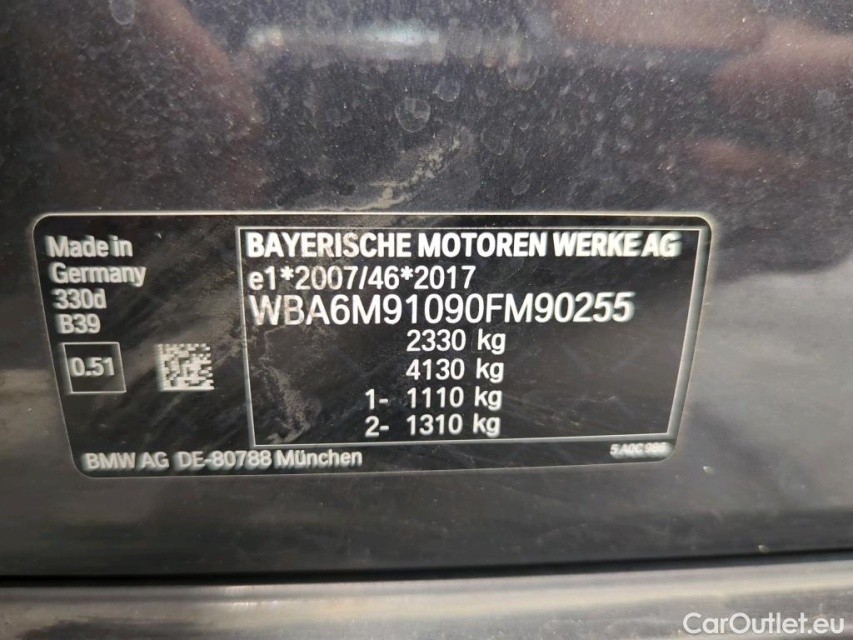 Made in
Germany
330d
B39
0.51
BAYERISCHE MOTOREN WERKE AG
e1*2007/46*2017
WBA6M91090FM90255
2330 kg
4130 kg
1- 1110 kg
2- 1310 kg
BMW AG DE-80788 München
CarOutlet.eu